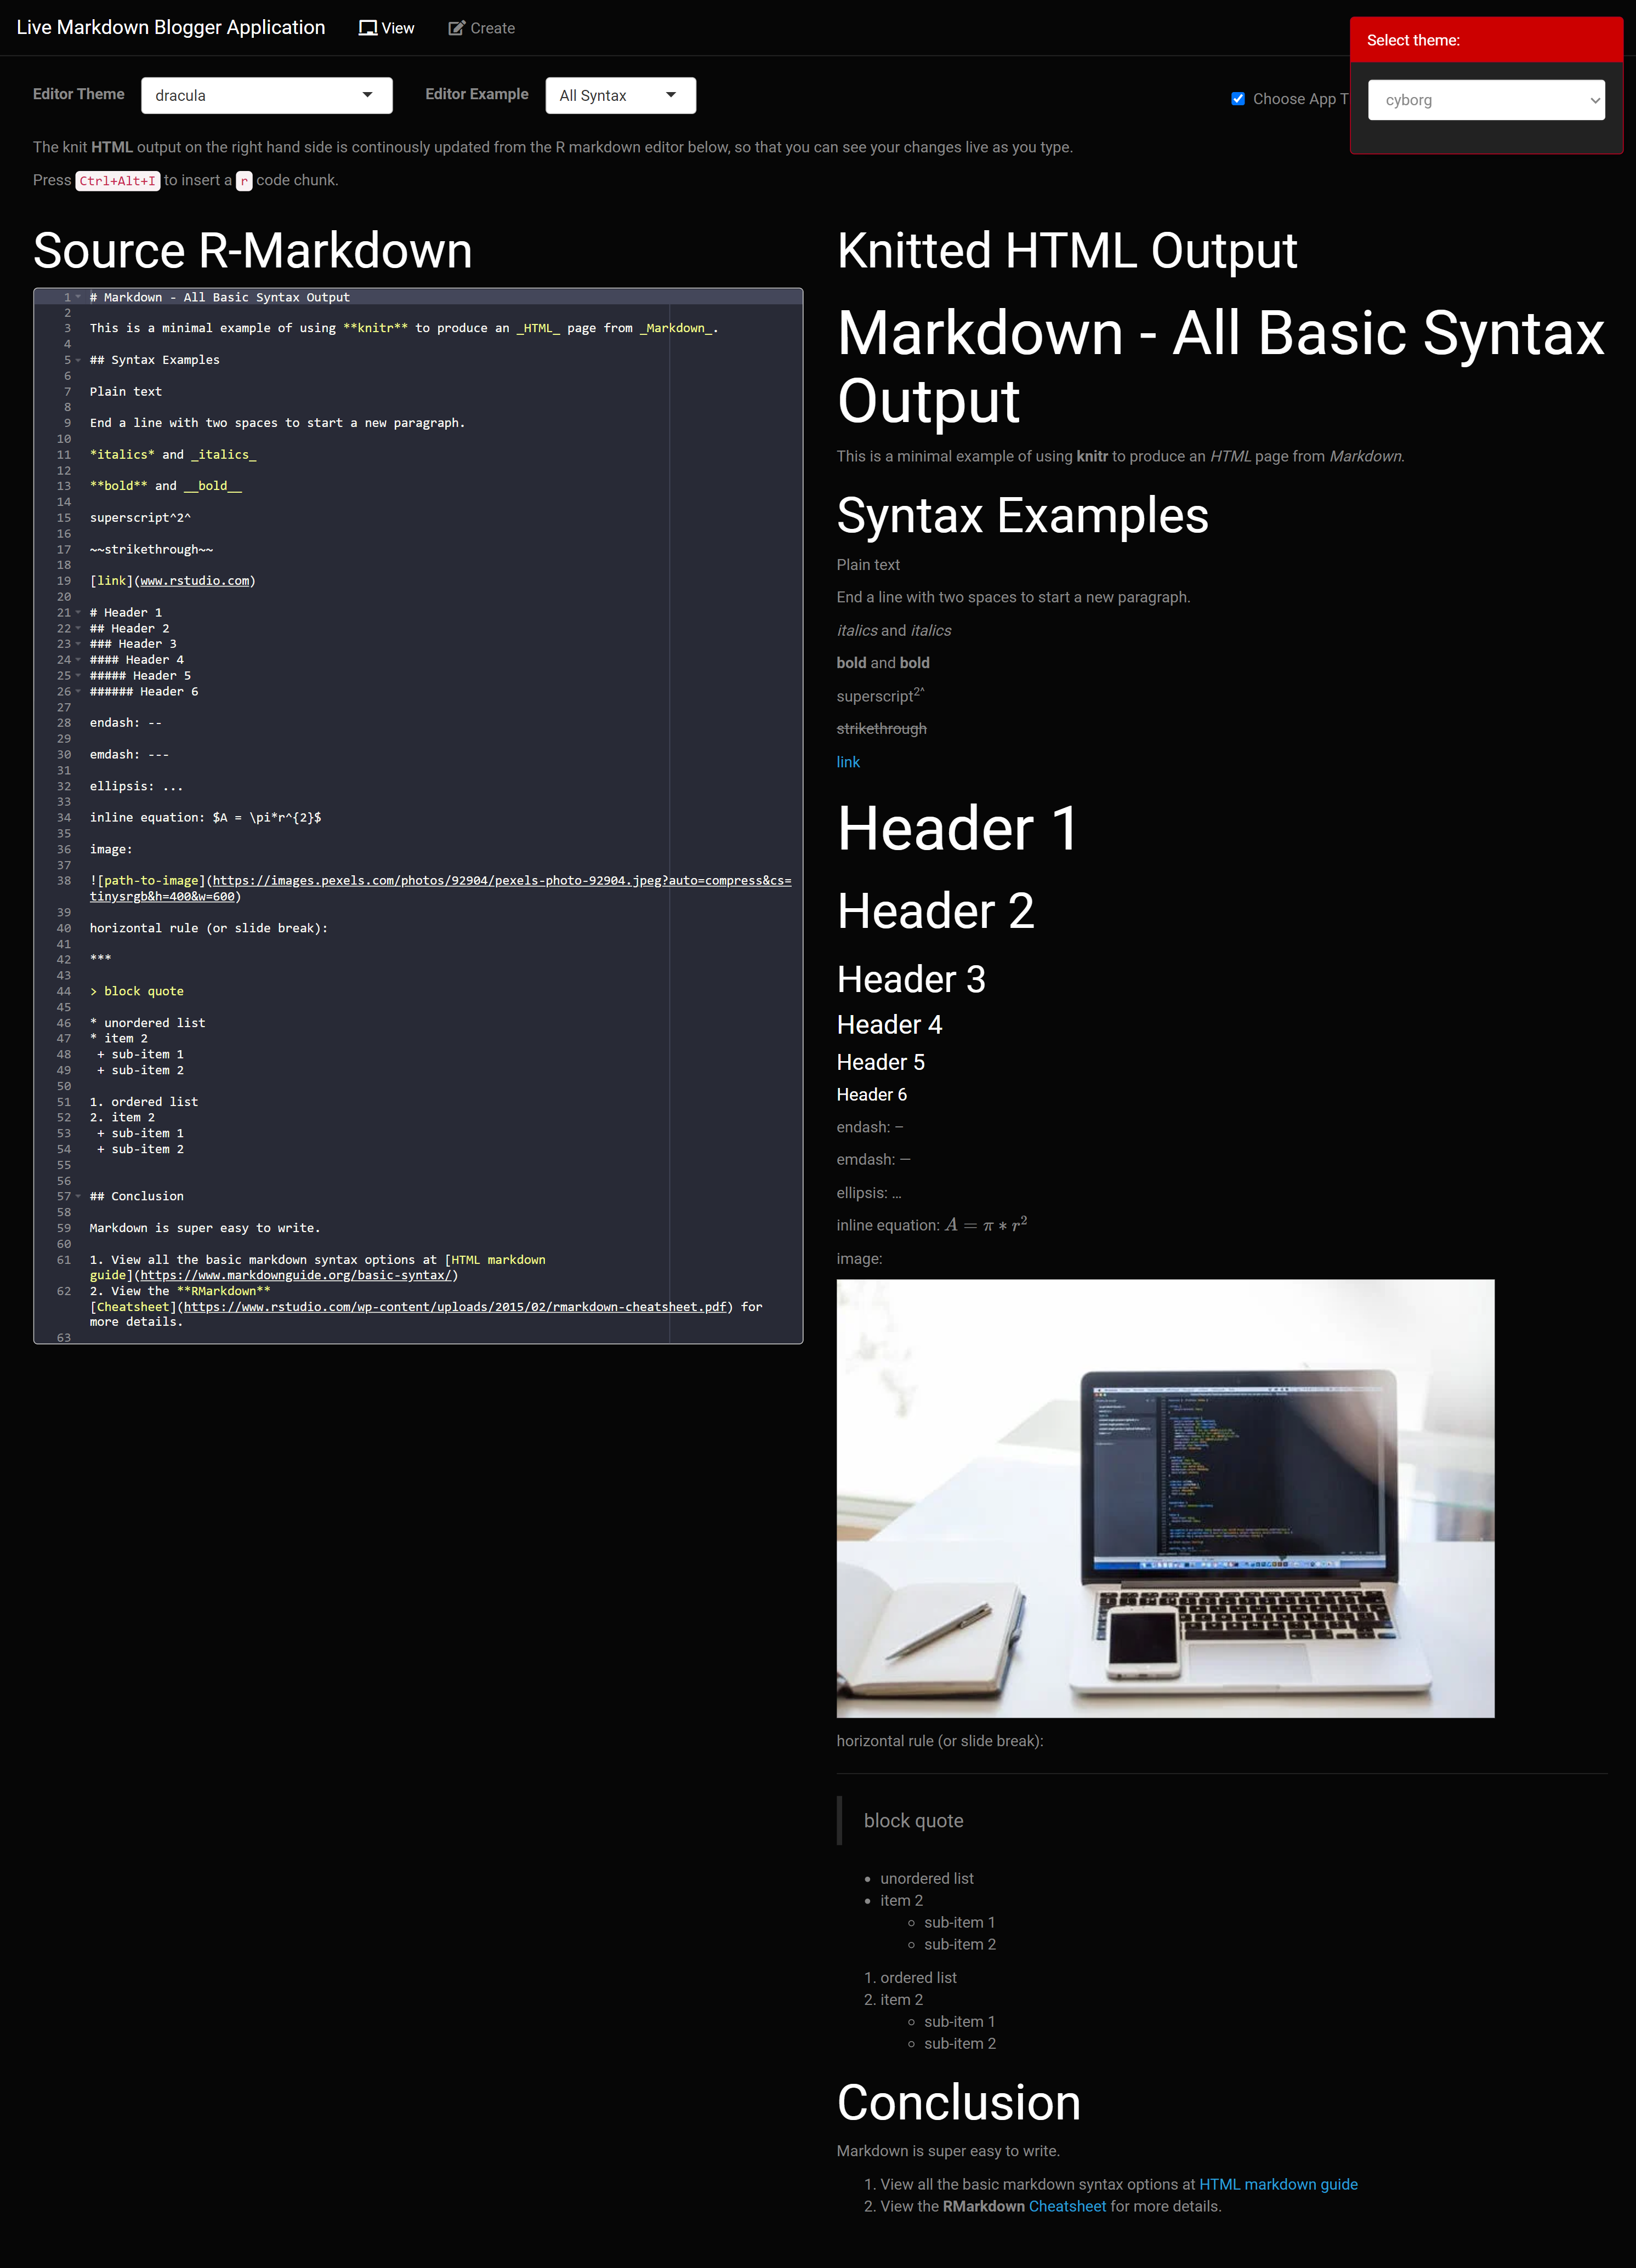 Live Markdown Blogger Application View Create
Select theme:
Editor Theme dracula Editor Example All Syntax Choose App T cyborg
The knit HTML output on the right hand side is continously updated from the R markdown editor below, so that you can see your changes live as you type.
Press Ctrl+Alt+I to insert a r code chunk.
Source R-Markdown
1 # Markdown - All Basic Syntax Output
2
3 This is a minimal example of using **knitr** to produce an _HTML_ page from _Markdown_.
4
5 ## Syntax Examples
6
7 Plain text
8
9 End a line with two spaces to start a new paragraph.
10
11 *italics* and _italics_
12
13 **bold** and __bold__
14
15 superscript^2^
16
17 ~~strikethrough~~
18
19 [link](www.rstudio.com)
20
21 # Header 1
22 ## Header 2
23 ### Header 3
24 #### Header 4
25 ##### Header 5
26 ###### Header 6
27
28 endash: --
29
30 emdash: ---
31
32 ellipsis: ...
33
34 inline equation: $A = \pi*r^{2}$
35
36 image:
37
38 ![path-to-image](https://images.pexels.com/photos/92904/pexels-photo-92904.jpeg?auto=compress&cs=
tinysrgb&h=400&w=600)
39
40 horizontal rule (or slide break):
41
42 ***
43
44 > block quote
45
46 * unordered list
47 * item 2
48 + sub-item 1
49 + sub-item 2
50
51 1. ordered list
52 2. item 2
53 + sub-item 1
54 + sub-item 2
55
56
57 ## Conclusion
58
59 Markdown is super easy to write.
60
61 1. View all the basic markdown syntax options at [HTML markdown
guide](https://www.markdownguide.org/basic-syntax/)
62 2. View the **RMarkdown**
[Cheatsheet](https://www.rstudio.com/wp-content/uploads/2015/02/rmarkdown-cheatsheet.pdf) for
more details.
63
Knitted HTML Output
Markdown - All Basic Syntax
Output
This is a minimal example of using knitr to produce an HTML page from Markdown.
Syntax Examples
Plain text
End a line with two spaces to start a new paragraph.
italics and italics
bold and bold
superscript2^
strikethrough
link
Header 1
Header 2
Header 3
Header 4
Header 5
Header 6
endash: –
emdash: —
ellipsis: …
inline equation: A = π ∗ r²
image:
horizontal rule (or slide break):
block quote
• unordered list
• item 2
◦ sub-item 1
◦ sub-item 2
1. ordered list
2. item 2
◦ sub-item 1
◦ sub-item 2
Conclusion
Markdown is super easy to write.
1. View all the basic markdown syntax options at HTML markdown guide
2. View the RMarkdown Cheatsheet for more details.